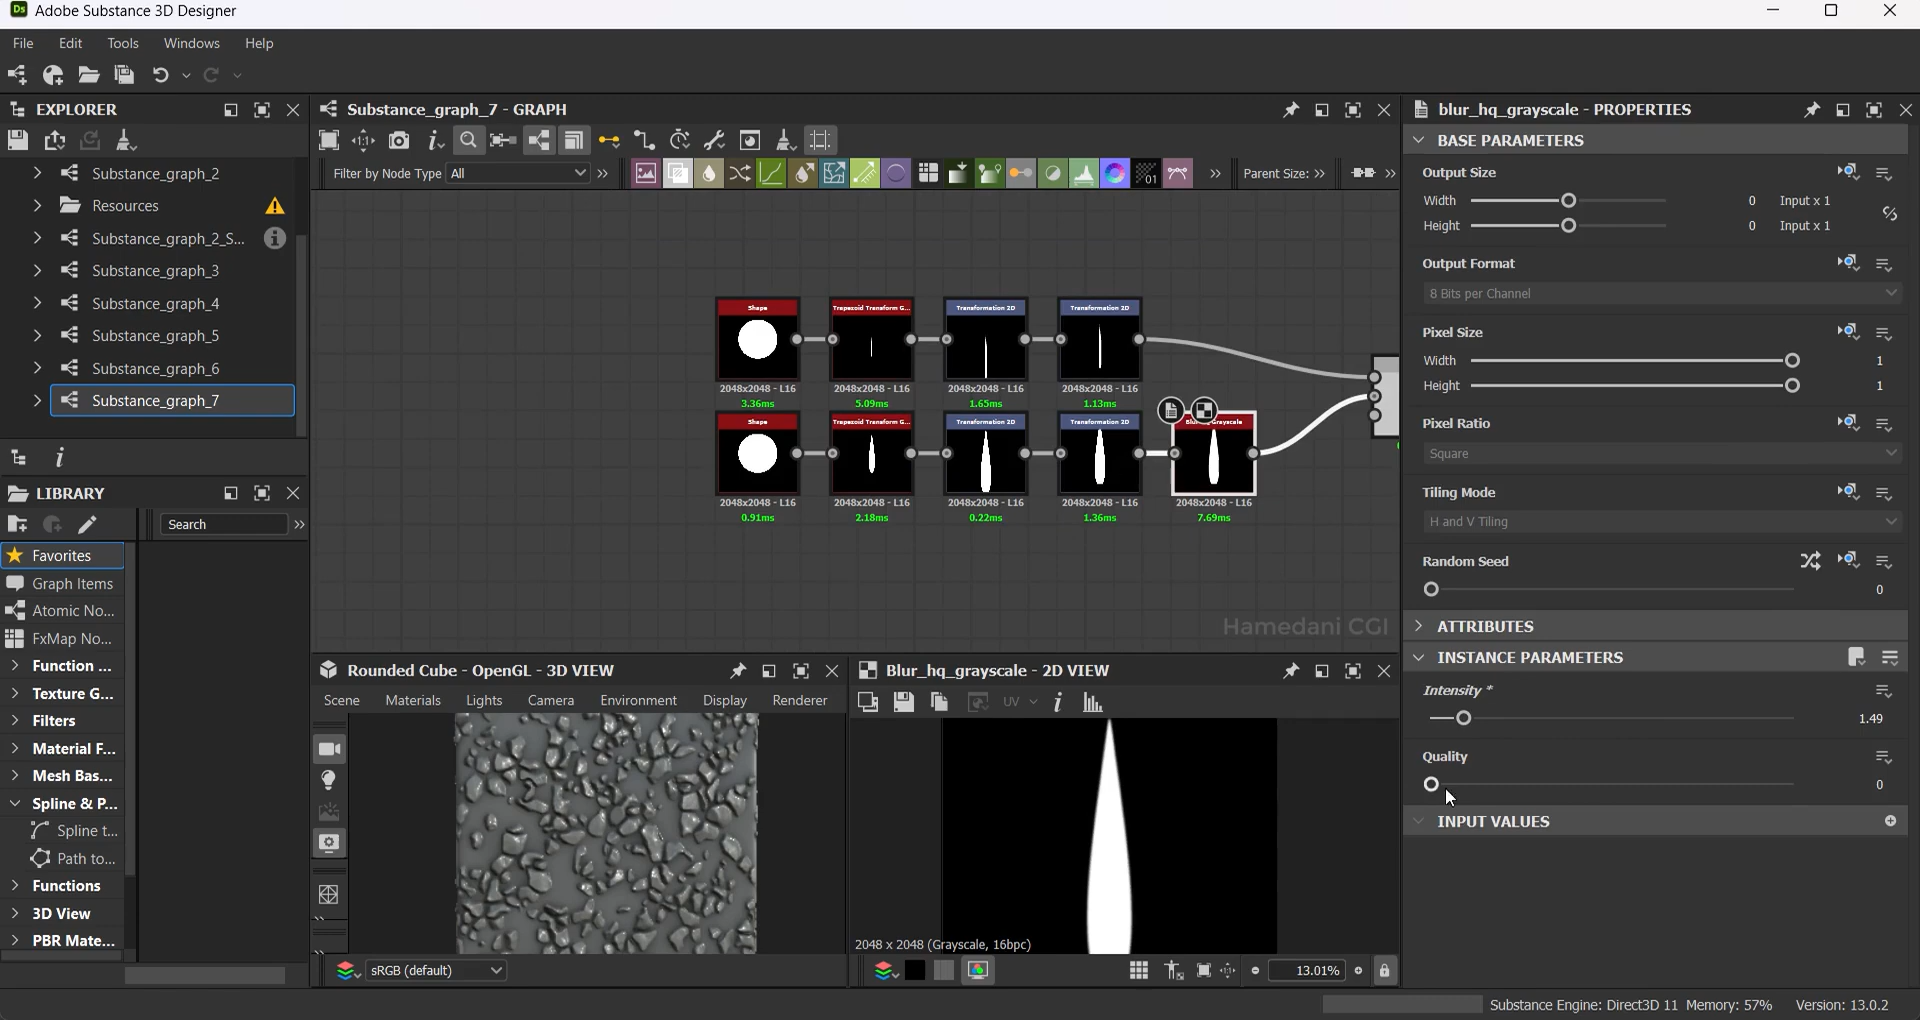 Ds Adobe Substance 3D Designer
File Edit Tools Windows Help
EXPLORER
Substance_graph_2
Resources
Substance_graph_2_S...
Substance_graph_3
Substance_graph_4
Substance_graph_5
Substance_graph_6
Substance_graph_7
LIBRARY
Search
Favorites
Graph Items
Atomic No...
FxMap No...
Function ...
Texture G...
Filters
Material F...
Mesh Bas...
Spline & P...
Spline t...
Path to...
Functions
3D View
PBR Mate...
Substance_graph_7 - GRAPH
Filter by Node Type All
01
Parent Size:
Shape
Trapezoid Transform G...
Transformation 2D
Transformation 2D
2048x2048 - L16
2048x2048 - L16
2048x2048 - L16
2048x2048 - L16
3.36ms
5.09ms
1.65ms
1.13ms
Shape
Trapezoid Transform G...
Transformation 2D
Transformation 2D
2048x2048 - L16
2048x2048 - L16
2048x2048 - L16
2048x2048 - L16
2048x2048 - L16
0.91ms
2.18ms
0.22ms
1.36ms
7.69ms
Hamedani CGI
Rounded Cube - OpenGL - 3D VIEW
Scene Materials Lights Camera Environment Display Renderer
sRGB (default)
Blur_hq_grayscale - 2D VIEW
UV
2048 x 2048 (Grayscale, 16bpc)
13.01%
blur_hq_grayscale - PROPERTIES
BASE PARAMETERS
Output Size
Width 0 Input x 1
Height 0 Input x 1
Output Format
8 Bits per Channel
Pixel Size
Width 1
Height 1
Pixel Ratio
Square
Tiling Mode
H and V Tiling
Random Seed
0
ATTRIBUTES
INSTANCE PARAMETERS
Intensity *
1.49
Quality
0
INPUT VALUES
Substance Engine: Direct3D 11 Memory: 57% Version: 13.0.2